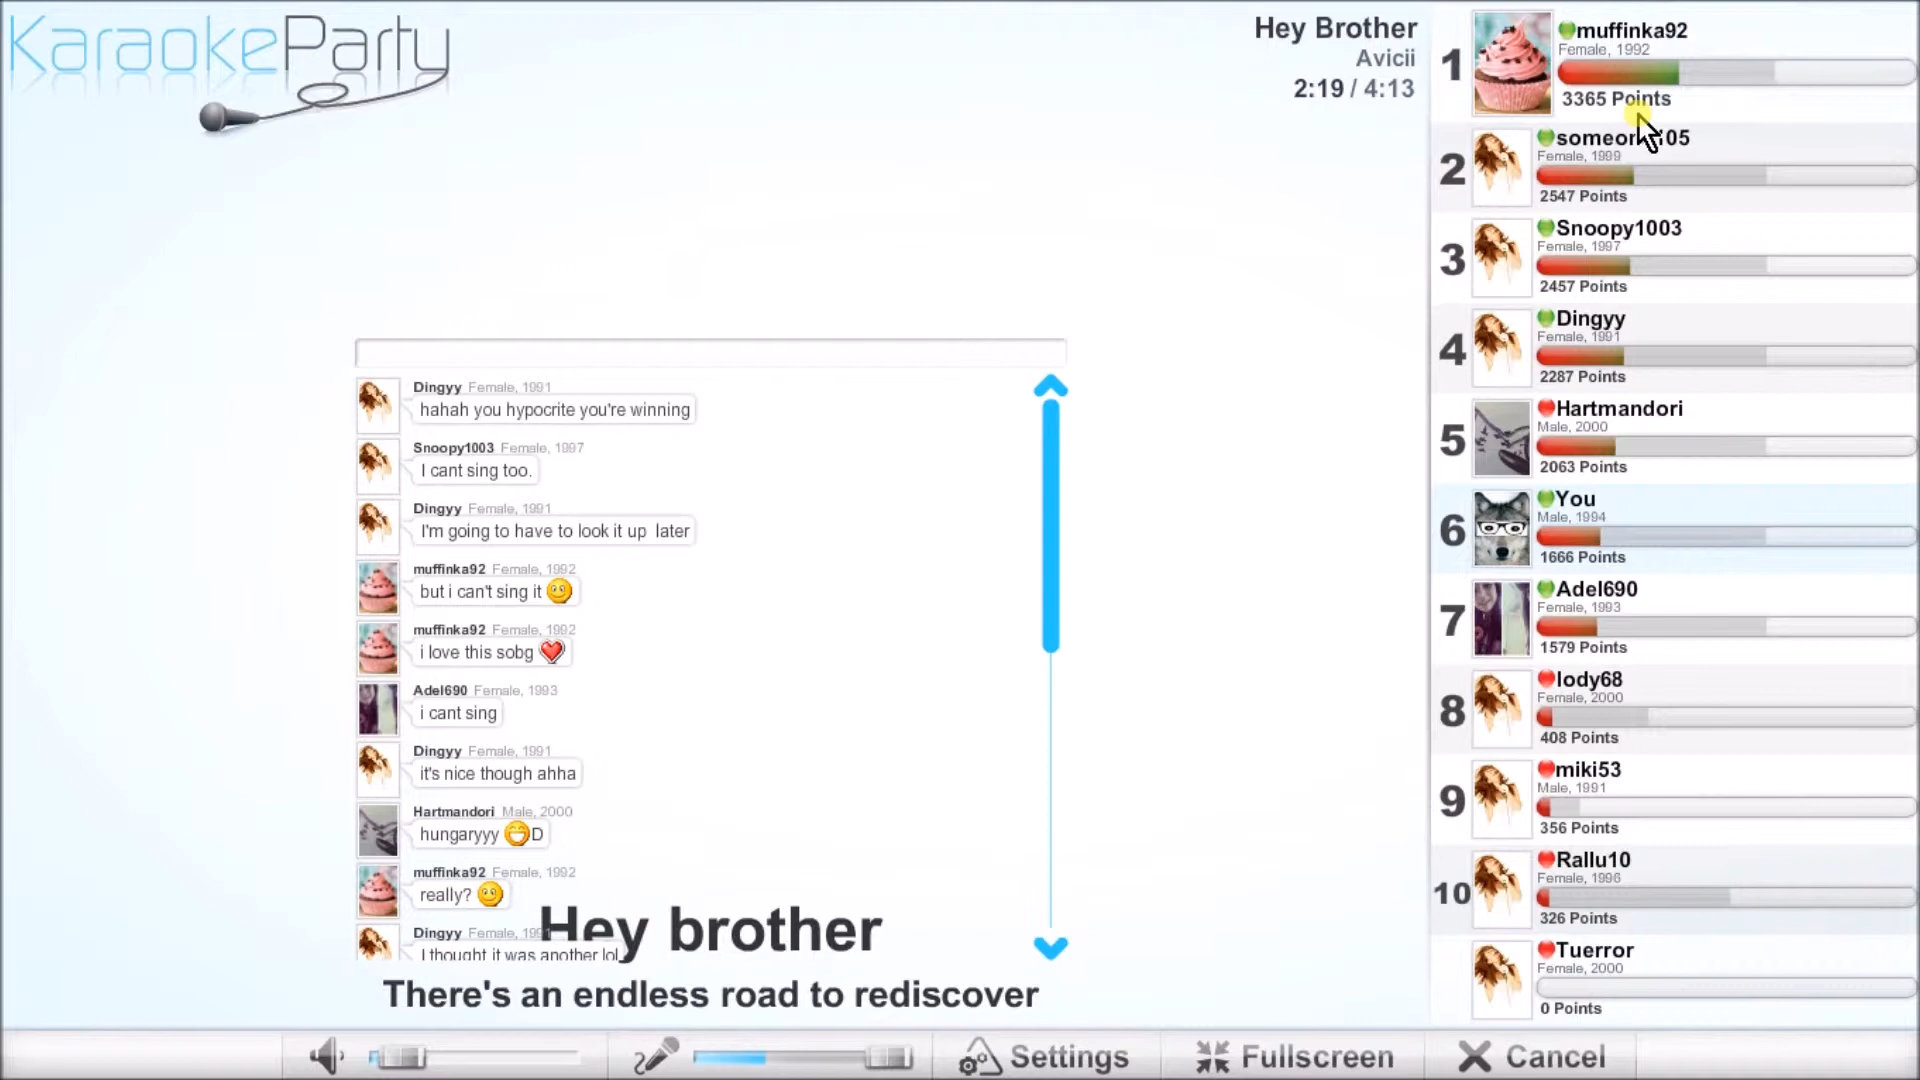 KaraokeParty
Hey Brother
Avicii
2:19 / 4:13
Dingyy Female, 1991
hahah you hypocrite you're winning
Snoopy1003 Female, 1997
I cant sing too.
Dingyy Female, 1991
I'm going to have to look it up later
muffinka92 Female, 1992
but i can't sing it
muffinka92 Female, 1992
i love this sobg
Adel690 Female, 1993
i cant sing
Dingyy Female, 1991
it's nice though ahha
Hartmandori Male, 2000
hungaryyy D
muffinka92 Female, 1992
really?
Dingyy Female, 1991
I thought it was another lol
Hey brother
There's an endless road to rediscover
1
muffinka92
Female, 1992
3365 Points
2
Female, 1999
2547 Points
3
Snoopy1003
Female, 1997
2457 Points
4
Dingyy
Female, 1991
2287 Points
5
Hartmandori
Male, 2000
2063 Points
6
You
Male, 1994
1666 Points
7
Adel690
Female, 1993
1579 Points
8
lody68
Female, 2000
408 Points
9
miki53
Male, 1991
356 Points
10
Rallu10
Female, 1996
326 Points
Tuerror
Female, 2000
0 Points
Settings
Fullscreen
Cancel